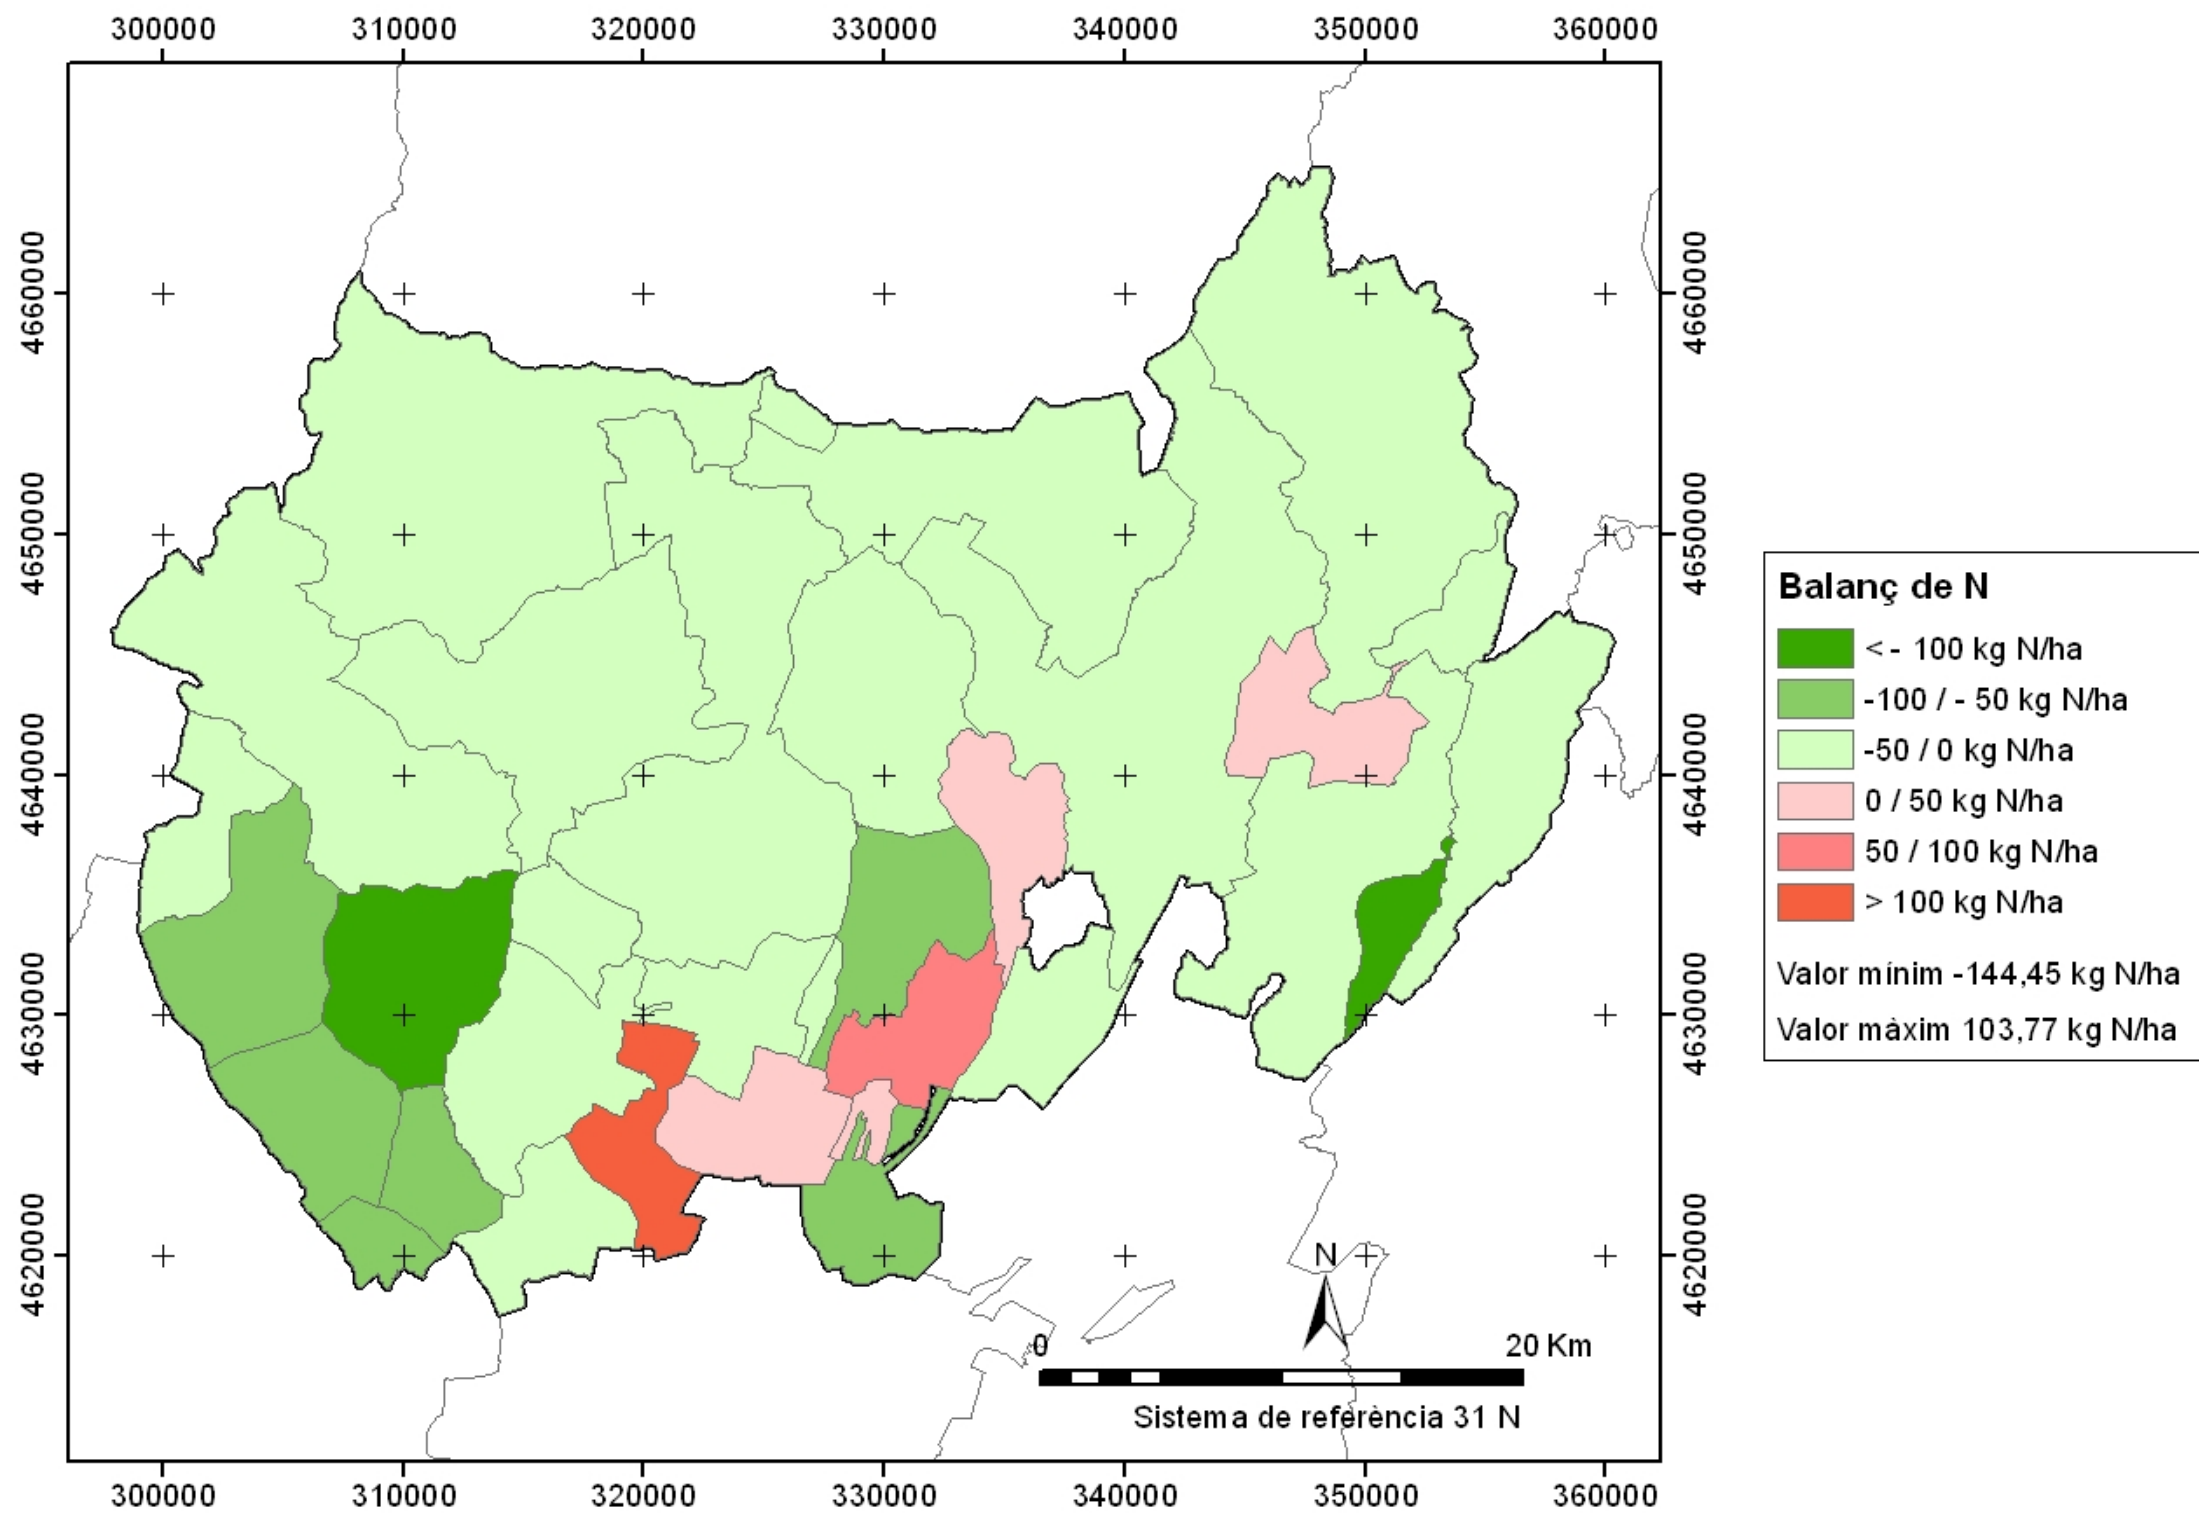 300000 310000 320000 330000 340000 350000 360000
4660000
4650000
4640000
4630000
4620000
4660000
4650000
4640000
4630000
4620000
Balanç de N
< - 100 kg N/ha
-100 / - 50 kg N/ha
-50 / 0 kg N/ha
0 / 50 kg N/ha
50 / 100 kg N/ha
> 100 kg N/ha
Valor mínim -144,45 kg N/ha
Valor màxim 103,77 kg N/ha
N
0 20 Km
Sistema de referència 31 N
300000 310000 320000 330000 340000 350000 360000